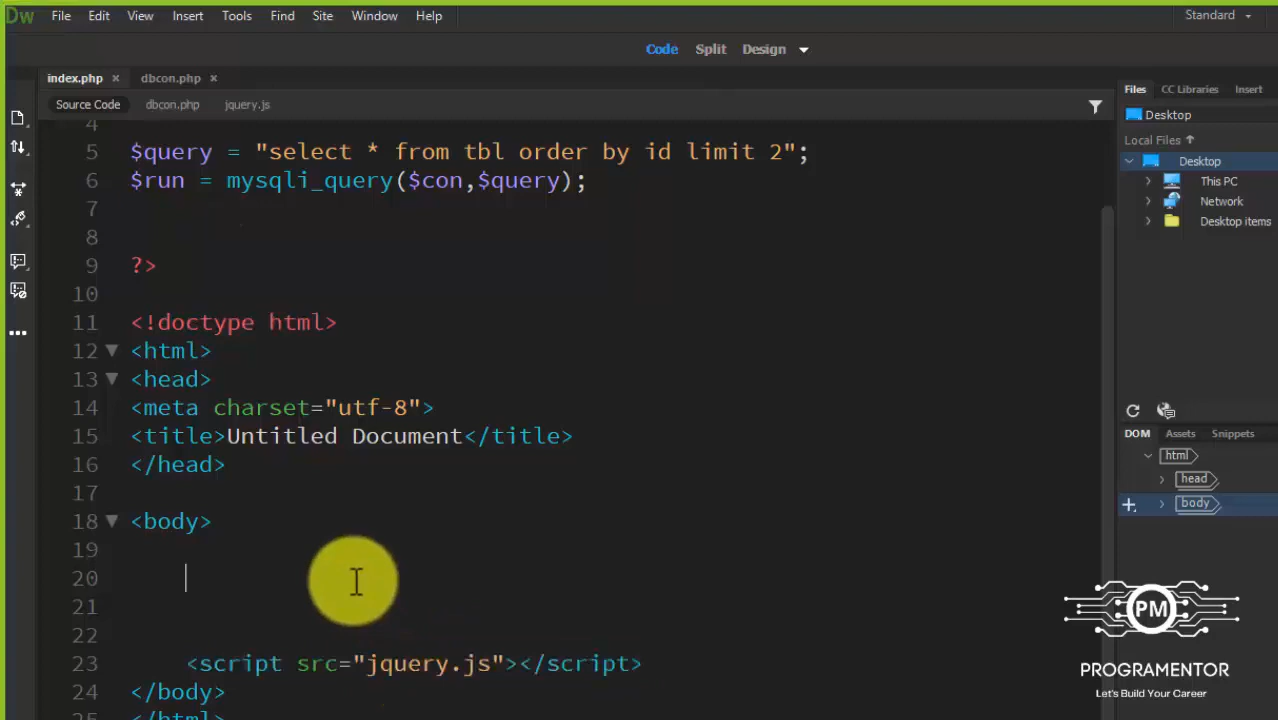 Dw File Edit View Insert Tools Find Site Window Help Standard
Code Split Design
index.php × dbcon.php ×
Files CC Libraries Insert
Source Code dbcon.php jquery.js
Desktop
4
Local Files
5 $query = "select * from tbl order by id limit 2";
Desktop
6 $run = mysqli_query($con,$query);
This PC
7
Network
8
Desktop items
9 ?>
10
11 <!doctype html>
12 <html>
13 <head>
14 <meta charset="utf-8">
15 <title>Untitled Document</title>
16 </head>
DOM Assets Snippets
html
head
body
17
18 <body>
19
20
21
22
23 <script src="jquery.js"></script>
24 </body>
25 </html>
PM
PROGRAMENTOR
Let's Build Your Career